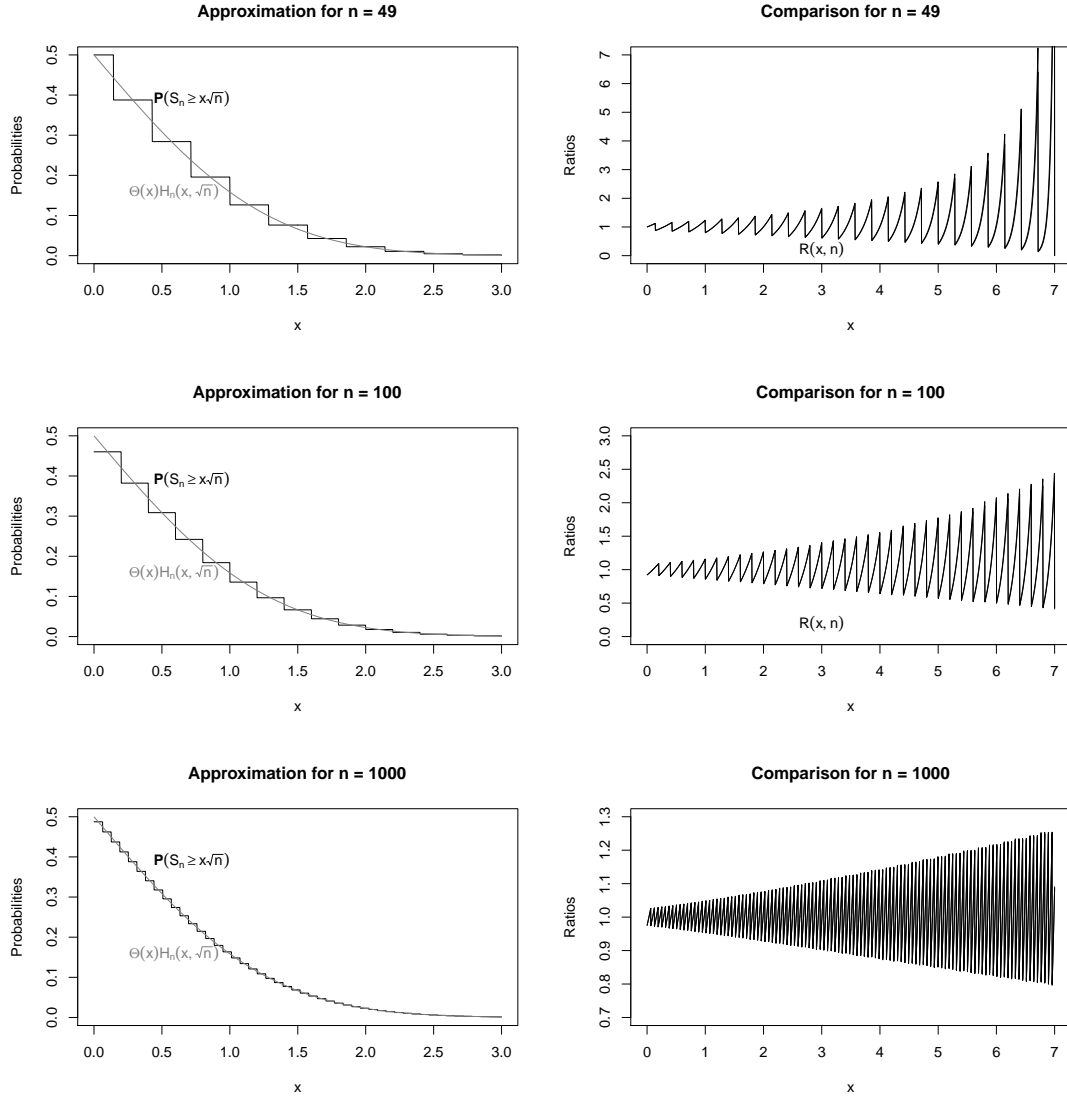 Approximation for n = 49
Probabilities
0.0 0.1 0.2 0.3 0.4 0.5
P(Sₙ ≥ x√n)
Θ(x)Hₙ(x, √n)
0.0 0.5 1.0 1.5 2.0 2.5 3.0
x
Comparison for n = 49
Ratios
0 1 2 3 4 5 6 7
R(x, n)
0 1 2 3 4 5 6 7
x
Approximation for n = 100
Probabilities
0.0 0.1 0.2 0.3 0.4 0.5
P(Sₙ ≥ x√n)
Θ(x)Hₙ(x, √n)
0.0 0.5 1.0 1.5 2.0 2.5 3.0
x
Comparison for n = 100
Ratios
0.0 0.5 1.0 1.5 2.0 2.5 3.0
R(x, n)
0 1 2 3 4 5 6 7
x
Approximation for n = 1000
Probabilities
0.0 0.1 0.2 0.3 0.4 0.5
P(Sₙ ≥ x√n)
Θ(x)Hₙ(x, √n)
0.0 0.5 1.0 1.5 2.0 2.5 3.0
x
Comparison for n = 1000
Ratios
0.7 0.8 0.9 1.0 1.1 1.2 1.3
0 1 2 3 4 5 6 7
x